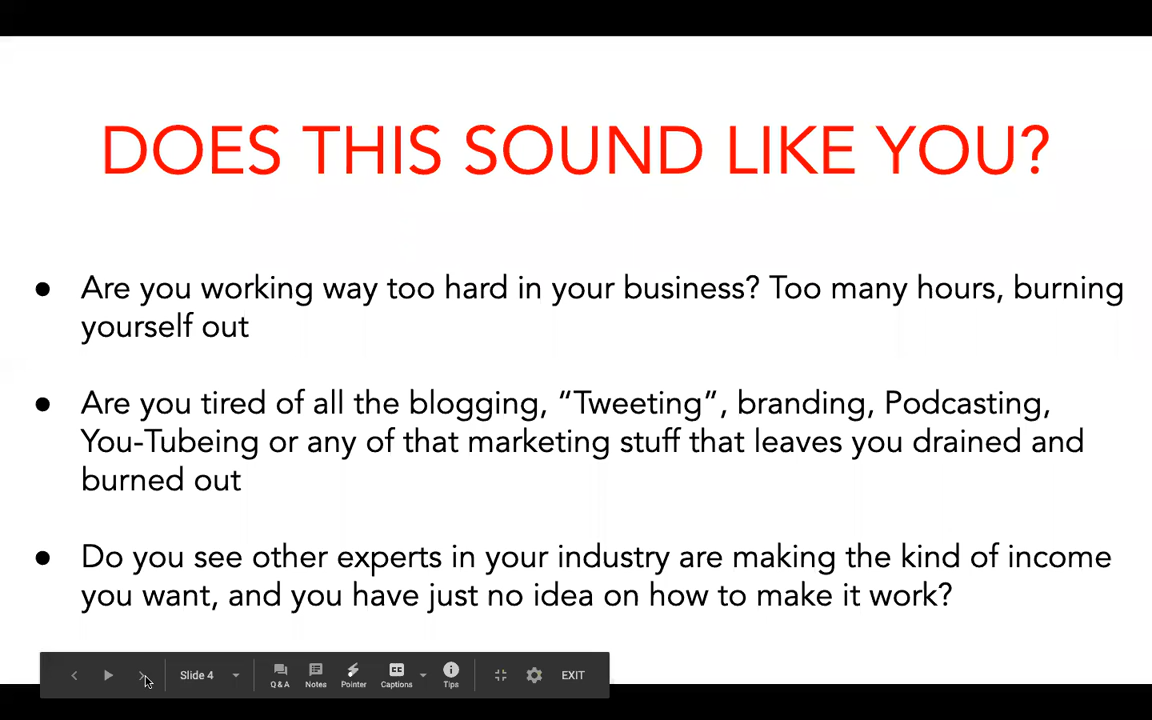 DOES THIS SOUND LIKE YOU?
● Are you working way too hard in your business? Too many hours, burning
yourself out
● Are you tired of all the blogging, “Tweeting”, branding, Podcasting,
You-Tubeing or any of that marketing stuff that leaves you drained and
burned out
● Do you see other experts in your industry are making the kind of income
you want, and you have just no idea on how to make it work?
Slide 4 Q&A Notes Pointer CC Captions Tips EXIT